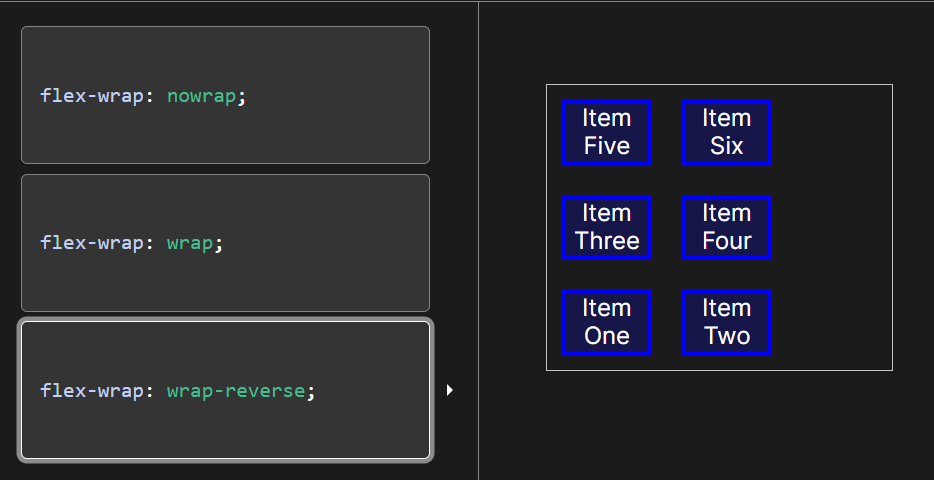 flex-wrap: nowrap;
flex-wrap: wrap;
flex-wrap: wrap-reverse;
Item
Five
Item
Six
Item
Three
Item
Four
Item
One
Item
Two